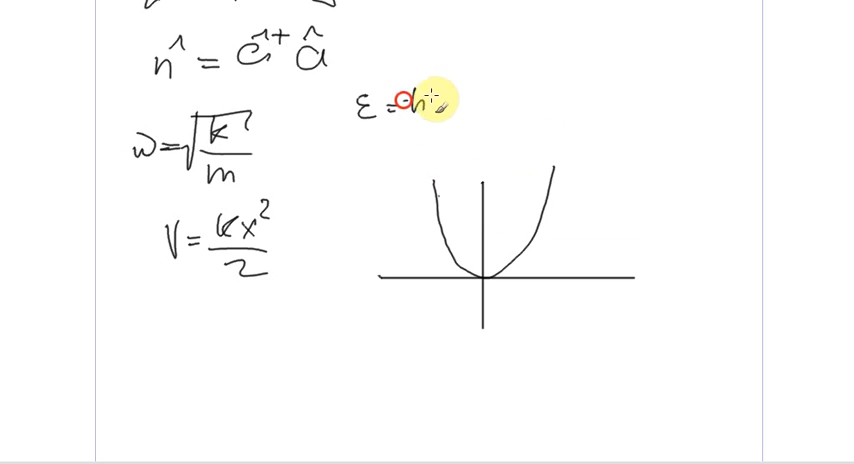 n̂ = â⁺ â
ε = ħ
ω = √(k/m)
V = kx²/2